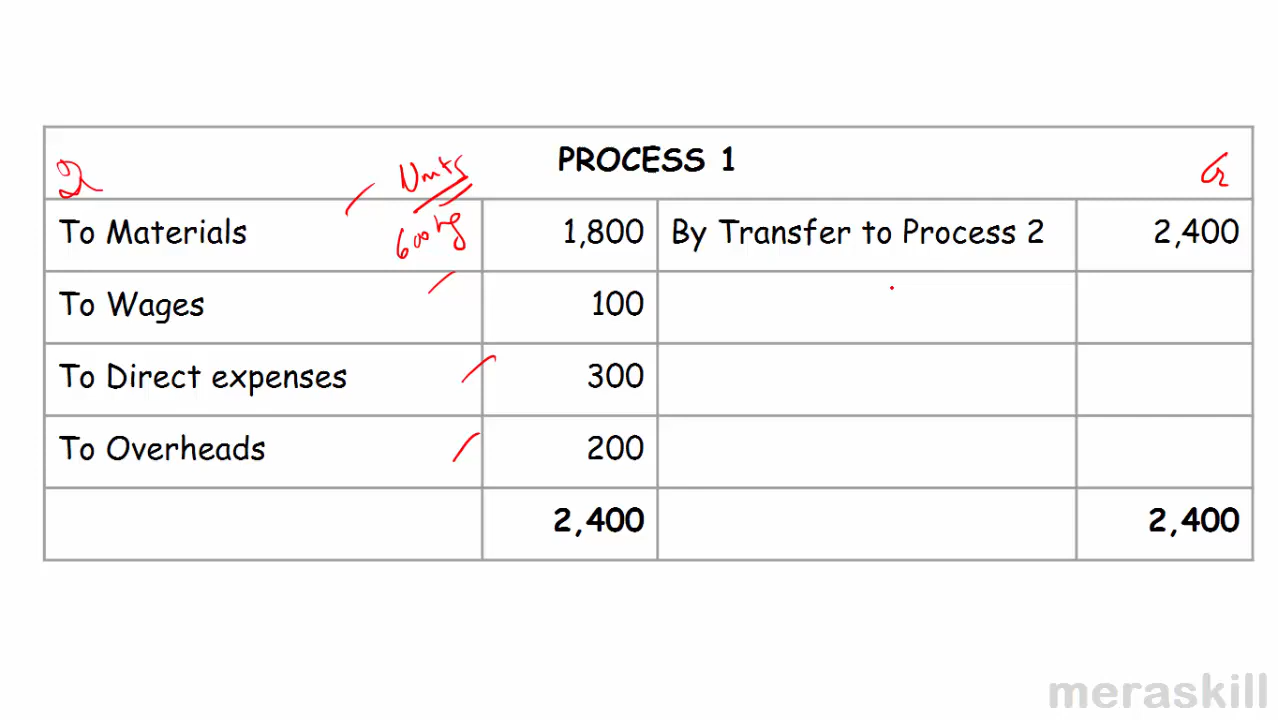 PROCESS 1
Dr
Units
Cr
To Materials 600 kg 1,800 By Transfer to Process 2 2,400
To Wages 100
To Direct expenses 300
To Overheads 200
2,400 2,400
meraskill